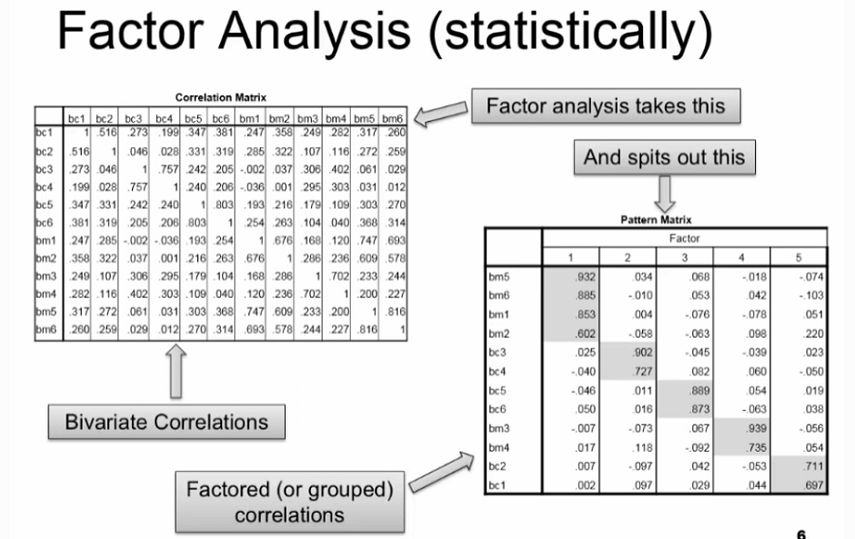 Factor Analysis (statistically)
Correlation Matrix
bc1 bc2 bc3 bc4 bc5 bc6 bm1 bm2 bm3 bm4 bm5 bm6
bc1 1 .516 .273 .199 .347 .381 .247 .358 .249 .282 .317 .260
bc2 .516 1 .046 .028 .331 .319 .285 .322 .107 .116 .272 .259
bc3 .273 .046 1 .757 .242 .205 -.002 .037 .306 .402 .061 .029
bc4 .199 .028 .757 1 .240 .206 -.036 .001 .295 .303 .031 .012
bc5 .347 .331 .242 .240 1 .803 .193 .216 .179 .109 .303 .270
bc6 .381 .319 .205 .206 .803 1 .254 .263 .104 .040 .368 .314
bm1 .247 .285 -.002 -.036 .193 .254 1 .676 .168 .120 .747 .693
bm2 .358 .322 .037 .001 .216 .263 .676 1 .286 .236 .609 .578
bm3 .249 .107 .306 .295 .179 .104 .168 .286 1 .702 .233 .244
bm4 .282 .116 .402 .303 .109 .040 .120 .236 .702 1 .200 .227
bm5 .317 .272 .061 .031 .303 .368 .747 .609 .233 .200 1 .816
bm6 .260 .259 .029 .012 .270 .314 .693 .578 .244 .227 .816 1
Bivariate Correlations
Factor analysis takes this
And spits out this
Pattern Matrix
Factor
1 2 3 4 5
bm5 .932 .034 .068 -.018 -.074
bm6 .885 -.010 .053 .042 -.103
bm1 .853 .004 -.076 -.078 .051
bm2 .602 -.058 -.063 .098 .220
bc3 .025 .902 -.045 -.039 .023
bc4 -.040 .727 .082 .060 -.050
bc5 -.046 .011 .889 .054 .019
bc6 .050 .016 .873 -.063 .038
bm3 -.007 -.073 .067 .939 -.056
bm4 .017 .118 -.092 .735 .054
bc2 .007 -.097 .042 -.053 .711
bc1 .002 .097 .029 .044 .697
Factored (or grouped)
correlations
6